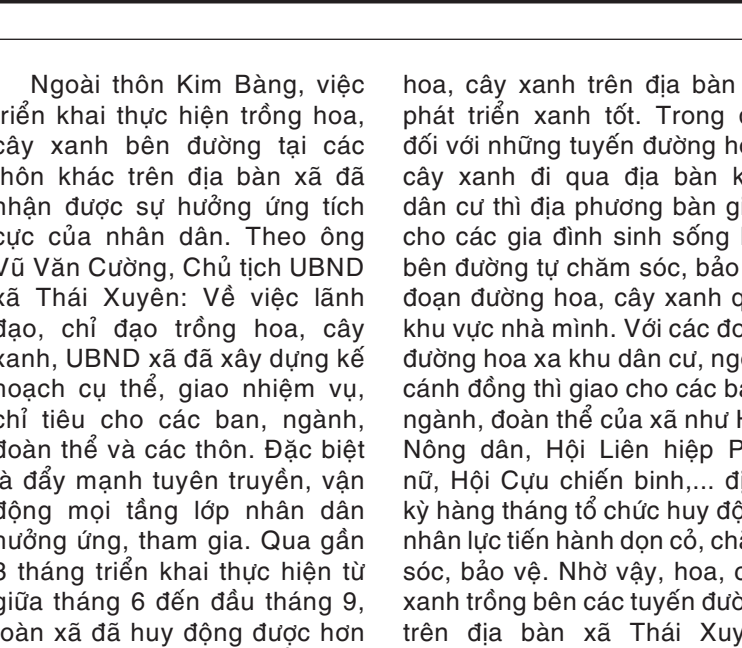 Ngoài thôn Kim Bàng, việc
triển khai thực hiện trồng hoa,
cây xanh bên đường tại các
thôn khác trên địa bàn xã đã
nhận được sự hưởng ứng tích
cực của nhân dân. Theo ông
Vũ Văn Cường, Chủ tịch UBND
xã Thái Xuyên: Về việc lãnh
đạo, chỉ đạo trồng hoa, cây
xanh, UBND xã đã xây dựng kế
hoạch cụ thể, giao nhiệm vụ,
chỉ tiêu cho các ban, ngành,
đoàn thể và các thôn. Đặc biệt
là đẩy mạnh tuyên truyền, vận
động mọi tầng lớp nhân dân
hưởng ứng, tham gia. Qua gần
3 tháng triển khai thực hiện từ
giữa tháng 6 đến đầu tháng 9,
toàn xã đã huy động được hơn
hoa, cây xanh trên địa bàn
phát triển xanh tốt. Trong
đối với những tuyến đường
cây xanh đi qua địa bàn
dân cư thì địa phương bàn
cho các gia đình sinh sống
bên đường tự chăm sóc, bảo
đoạn đường hoa, cây xanh
khu vực nhà mình. Với các
đường hoa xa khu dân cư,
cánh đồng thì giao cho các
ngành, đoàn thể của xã như
Nông dân, Hội Liên hiệp
nữ, Hội Cựu chiến binh,...
kỳ hàng tháng tổ chức huy
nhân lực tiến hành dọn cỏ,
sóc, bảo vệ. Nhờ vậy, hoa,
xanh trồng bên các tuyến
trên địa bàn xã Thái